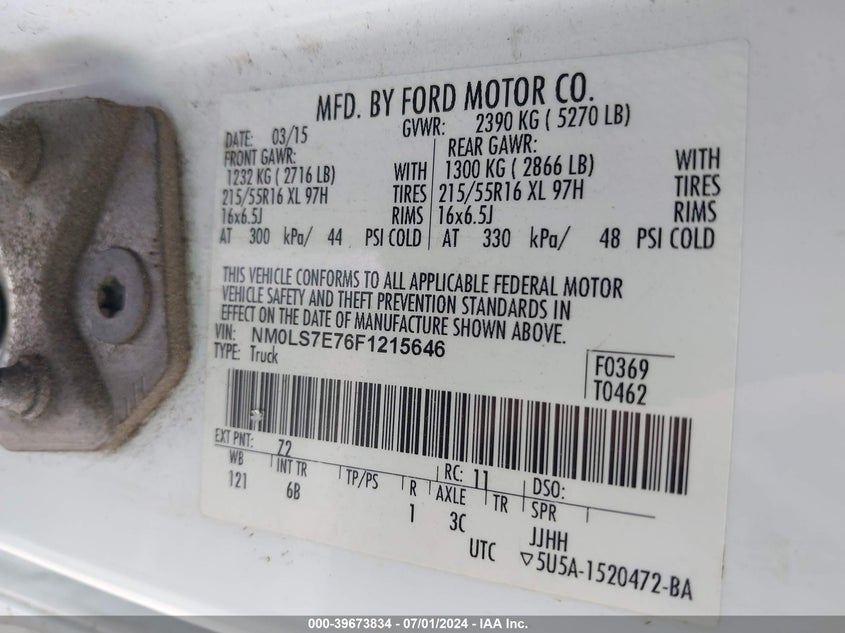 MFD. BY FORD MOTOR CO.
DATE: 03/15 GVWR: 2390 KG ( 5270 LB)
FRONT GAWR: REAR GAWR:
1232 KG ( 2716 LB) WITH 1300 KG ( 2866 LB) WITH
215/55R16 XL 97H TIRES 215/55R16 XL 97H TIRES
16x6.5J RIMS 16x6.5J RIMS
AT 300 kPa/ 44 PSI COLD AT 330 kPa/ 48 PSI COLD
THIS VEHICLE CONFORMS TO ALL APPLICABLE FEDERAL MOTOR
VEHICLE SAFETY AND THEFT PREVENTION STANDARDS IN
EFFECT ON THE DATE OF MANUFACTURE SHOWN ABOVE.
VIN: NM0LS7E76F1215646
TYPE: Truck
F0369
T0462
EXT PNT: Z2 RC: 11 DSO:
WB INT TR TP/PS R AXLE TR SPR
121 6B 1 3C JJHH
UTC ▽5U5A-1520472-BA
000-39673834 - 07/01/2024 - IAA Inc.